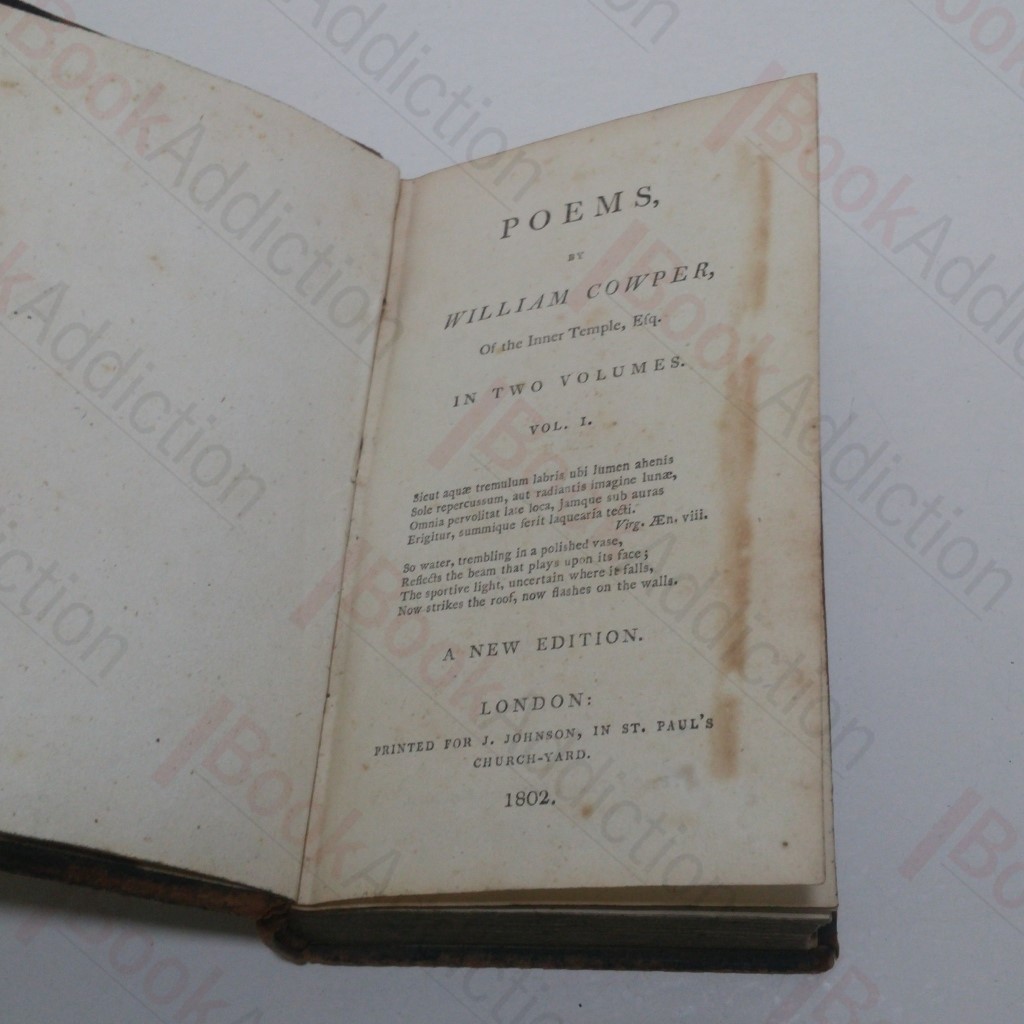 POEMS,
BY
WILLIAM COWPER,
Of the Inner Temple, Eſq.
IN TWO VOLUMES.
VOL. I.
Sicut aquæ tremulum labris ubi lumen ahenis
Sole repercussum, aut radiantis imagine lunæ,
Omnia pervolitat late loca, jamque sub auras
Erigitur, summique ferit laquearia tecti.
Virg. Æn. viii.
So water, trembling in a polished vase,
Reflects the beam that plays upon its face;
The sportive light, uncertain where it falls,
Now strikes the roof, now flashes on the walls.
A NEW EDITION.
LONDON:
PRINTED FOR J. JOHNSON, IN ST. PAUL'S
CHURCH-YARD.
1802.
BookAddiction